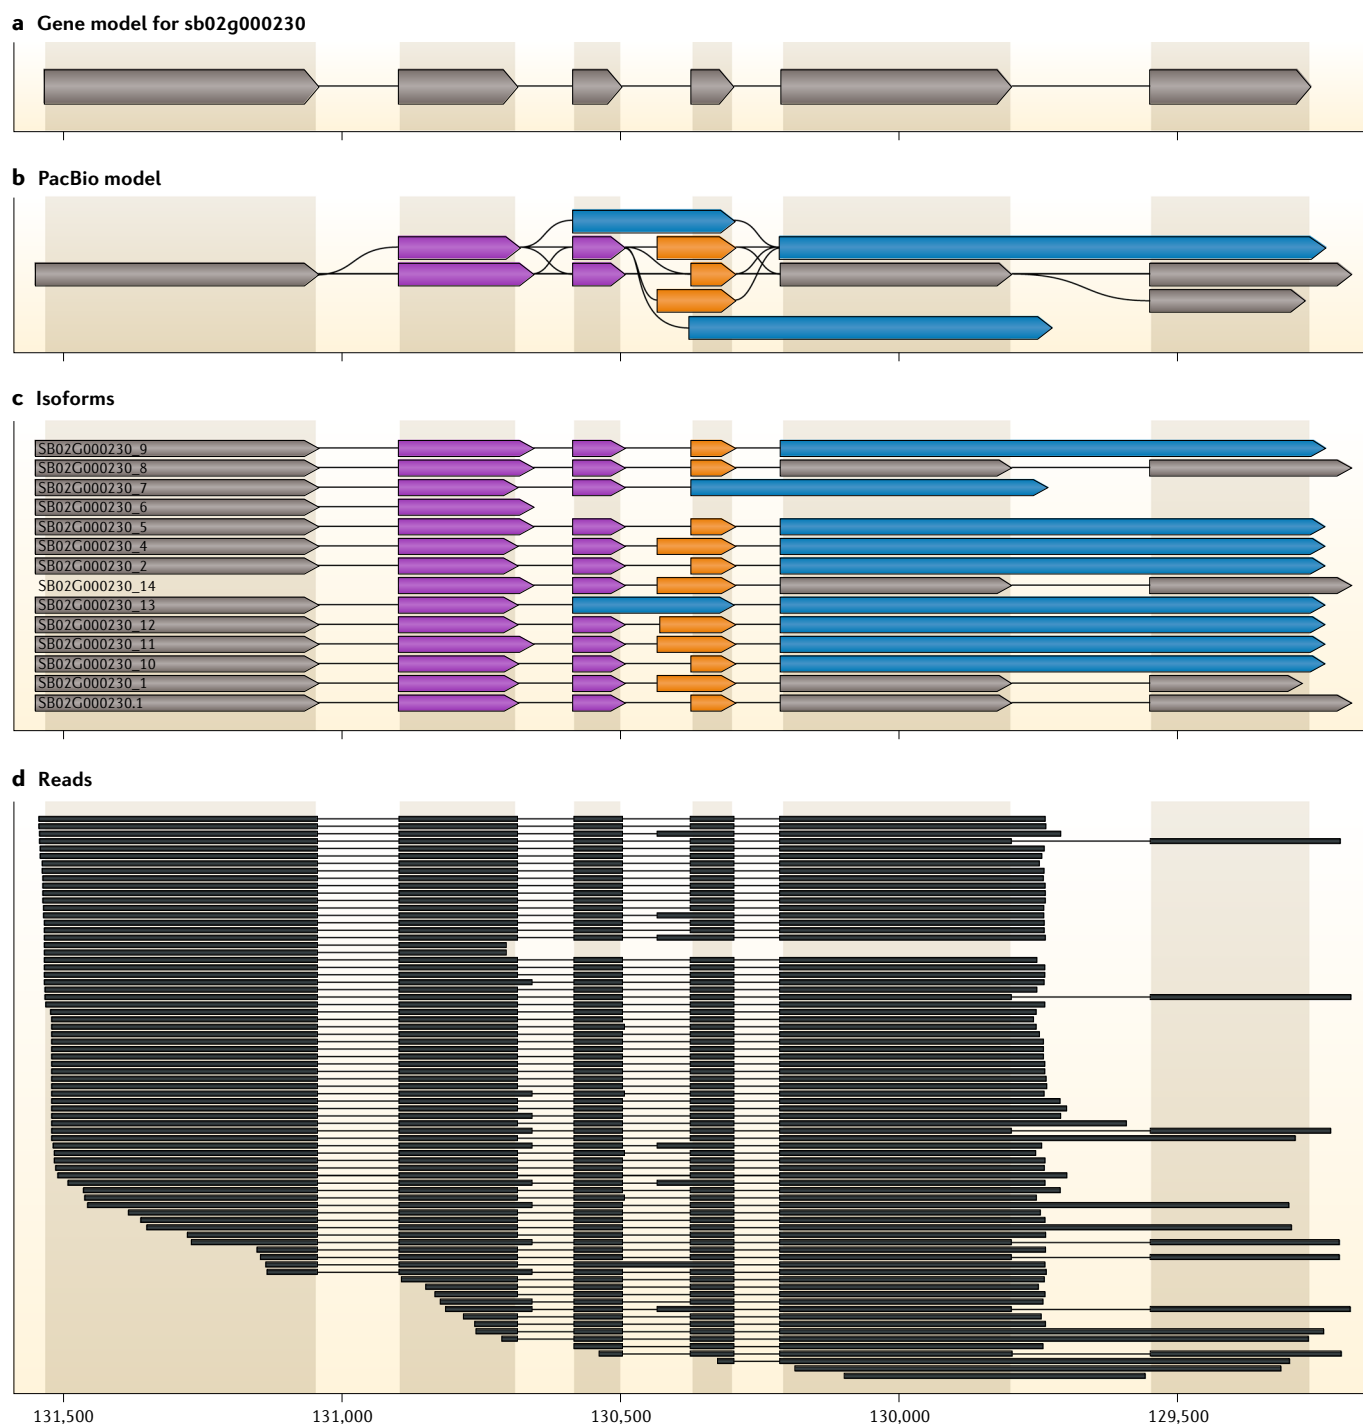 a Gene model for sb02g000230
b PacBio model
c Isoforms
SB02G000230_9
SB02G000230_8
SB02G000230_7
SB02G000230_6
SB02G000230_5
SB02G000230_4
SB02G000230_2
SB02G000230_14
SB02G000230_13
SB02G000230_12
SB02G000230_11
SB02G000230_10
SB02G000230_1
SB02G000230.1
d Reads
131,500 131,000 130,500 130,000 129,500